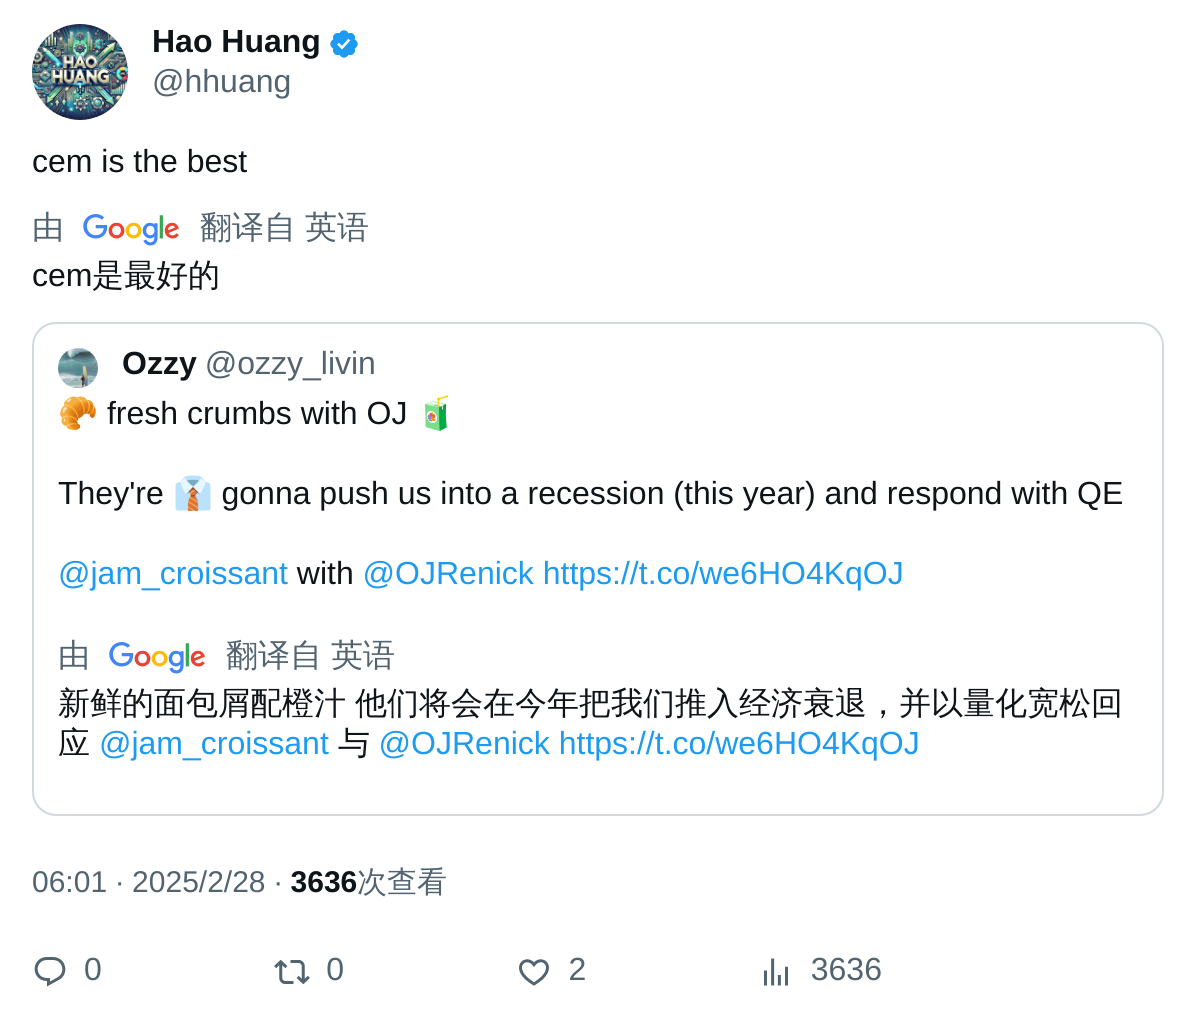 HAO
HUANG
Hao Huang
@hhuang
cem is the best
由 Google 翻译自 英语
cem是最好的
Ozzy @ozzy_livin
🥐 fresh crumbs with OJ 🧃
They're 👔 gonna push us into a recession (this year) and respond with QE
@jam_croissant with @OJRenick https://t.co/we6HO4KqOJ
由 Google 翻译自 英语
新鲜的面包屑配橙汁 他们将会在今年把我们推入经济衰退，并以量化宽松回
应 @jam_croissant 与 @OJRenick https://t.co/we6HO4KqOJ
06:01 · 2025/2/28 · 3636次查看
0 0 2 3636